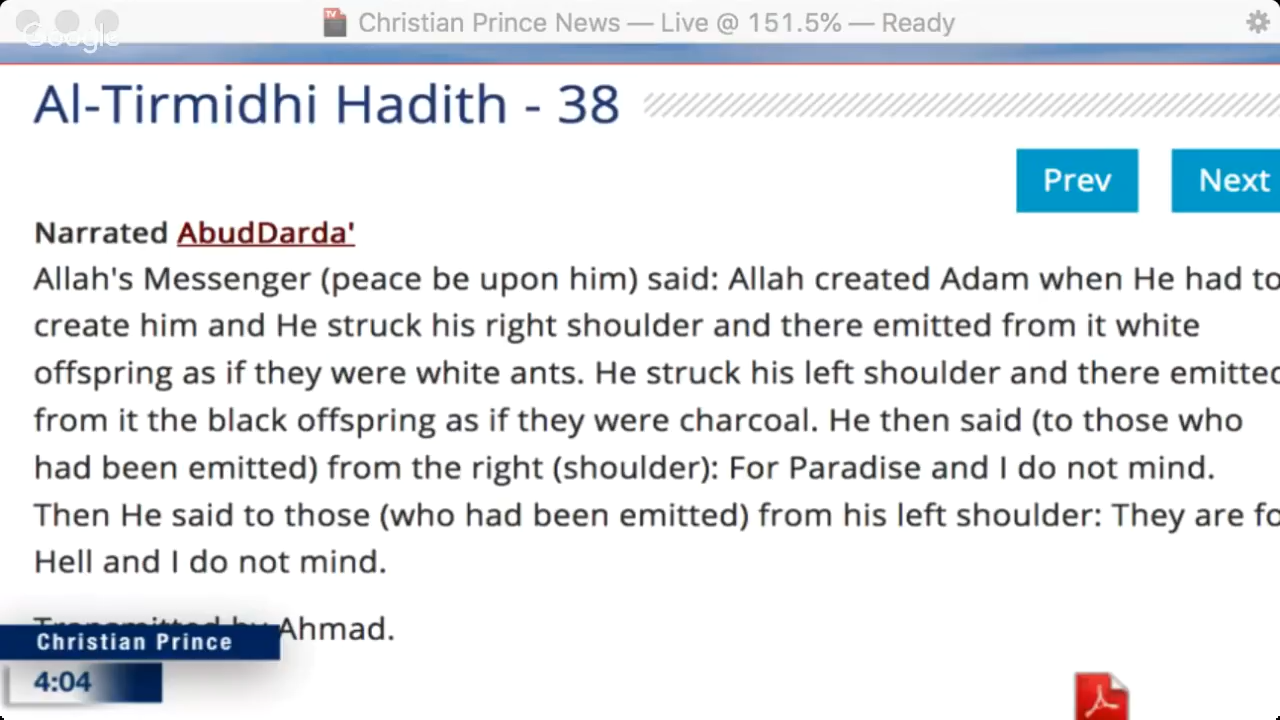 Christian Prince News — Live @ 151.5% — Ready
Google
Al-Tirmidhi Hadith - 38
Prev
Next
Narrated AbudDarda'
Allah's Messenger (peace be upon him) said: Allah created Adam when He had to
create him and He struck his right shoulder and there emitted from it white
offspring as if they were white ants. He struck his left shoulder and there emitted
from it the black offspring as if they were charcoal. He then said (to those who
had been emitted) from the right (shoulder): For Paradise and I do not mind.
Then He said to those (who had been emitted) from his left shoulder: They are fo
Hell and I do not mind.
Transmitted by Ahmad.
Christian Prince
4:04